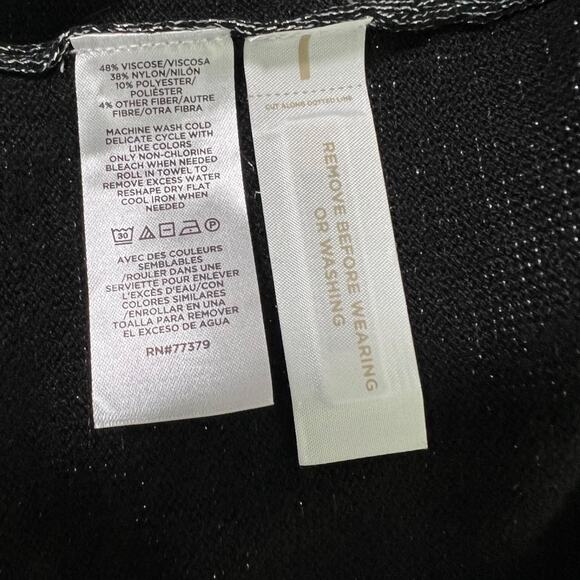 48% VISCOSE/VISCOSA
38% NYLON/NILÓN
10% POLYESTER/
POLIÉSTER
4% OTHER FIBER/AUTRE
FIBRE/OTRA FIBRA
MACHINE WASH COLD
DELICATE CYCLE WITH
LIKE COLORS
ONLY NON-CHLORINE
BLEACH WHEN NEEDED
ROLL IN TOWEL TO
REMOVE EXCESS WATER
RESHAPE DRY FLAT
COOL IRON WHEN
NEEDED
30 P
AVEC DES COULEURS
SEMBLABLES
/ROULER DANS UNE
SERVIETTE POUR ENLEVER
L'EXCÈS D'EAU/CON
COLORES SIMILARES
/ENROLLAR EN UNA
TOALLA PARA REMOVER
EL EXCESO DE AGUA
RN#77379
CUT ALONG DOTTED LINE
REMOVE BEFORE WEARING
OR WASHING